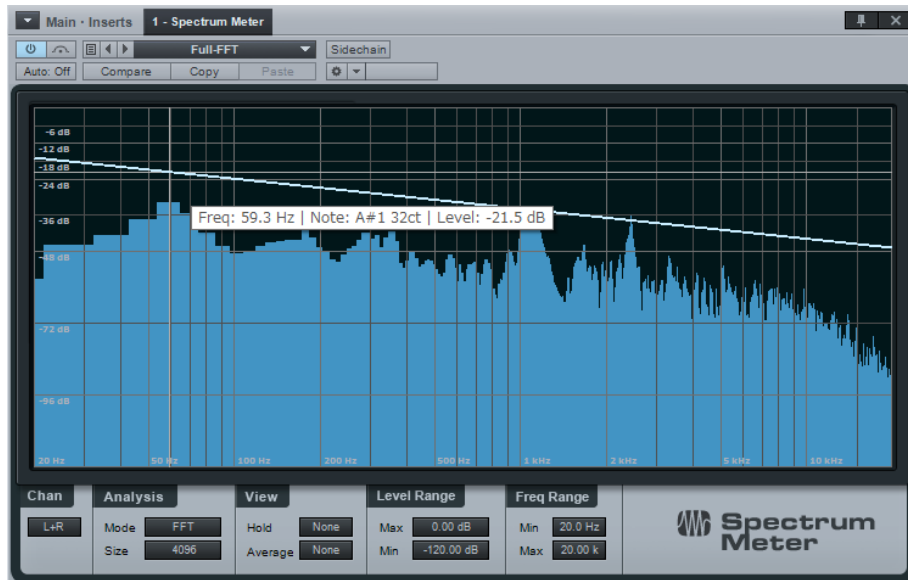 Main · Inserts 1 - Spectrum Meter
Full-FFT Sidechain
Auto: Off Compare Copy Paste
-6 dB
-12 dB
-18 dB
-24 dB
Freq: 59.3 Hz | Note: A#1 32ct | Level: -21.5 dB
-36 dB
-48 dB
-72 dB
-96 dB
20 Hz 50 Hz 100 Hz 200 Hz 500 Hz 1 kHz 2 kHz 5 kHz 10 kHz
Chan Analysis View Level Range Freq Range
L+R Mode FFT Hold None Max 0.00 dB Min 20.0 Hz
Size 4096 Average None Min -120.00 dB Max 20.00 k
Spectrum
Meter